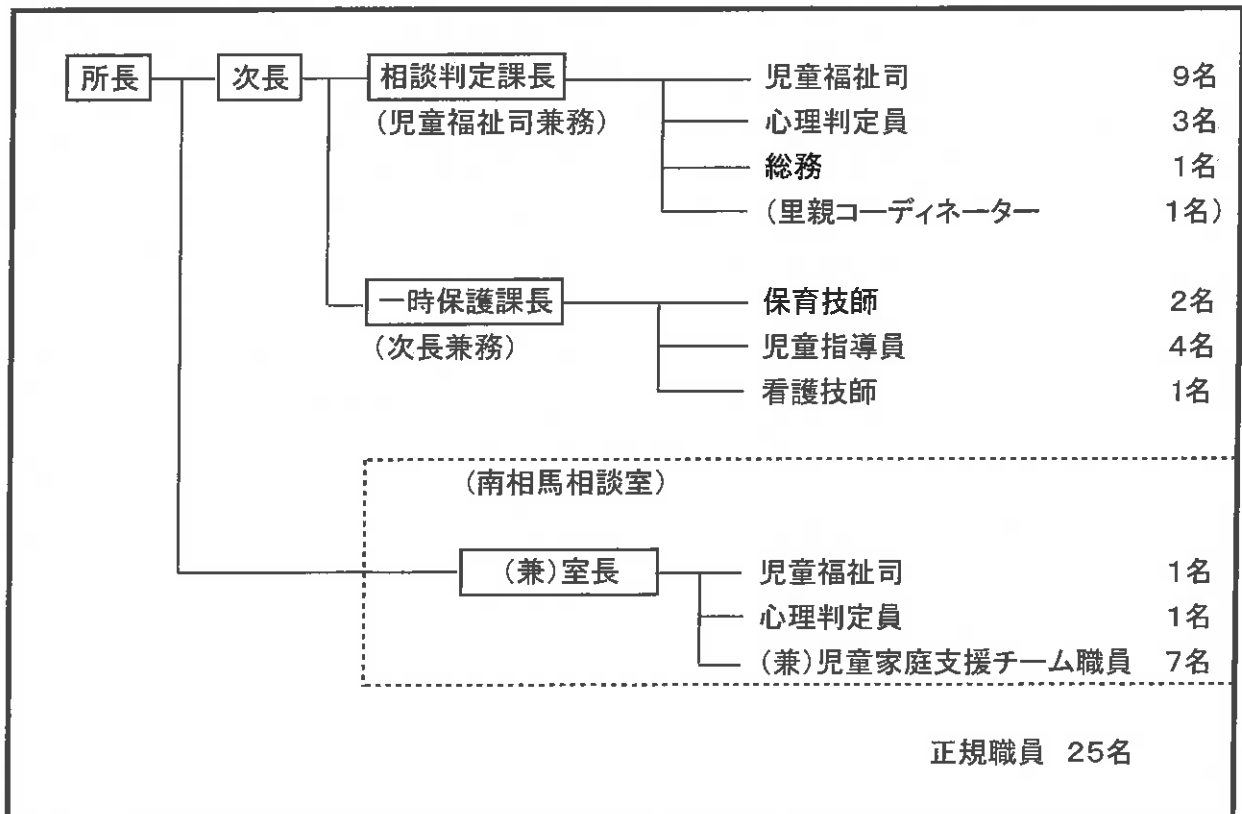 所長 次長 相談判定課長 児童福祉司 9名
(児童福祉司兼務) 心理判定員 3名
総務 1名
(里親コーディネーター 1名)
一時保護課長 保育技師 2名
(次長兼務) 児童指導員 4名
看護技師 1名
(南相馬相談室)
(兼)室長 児童福祉司 1名
心理判定員 1名
(兼)児童家庭支援チーム職員 7名
正規職員 25名